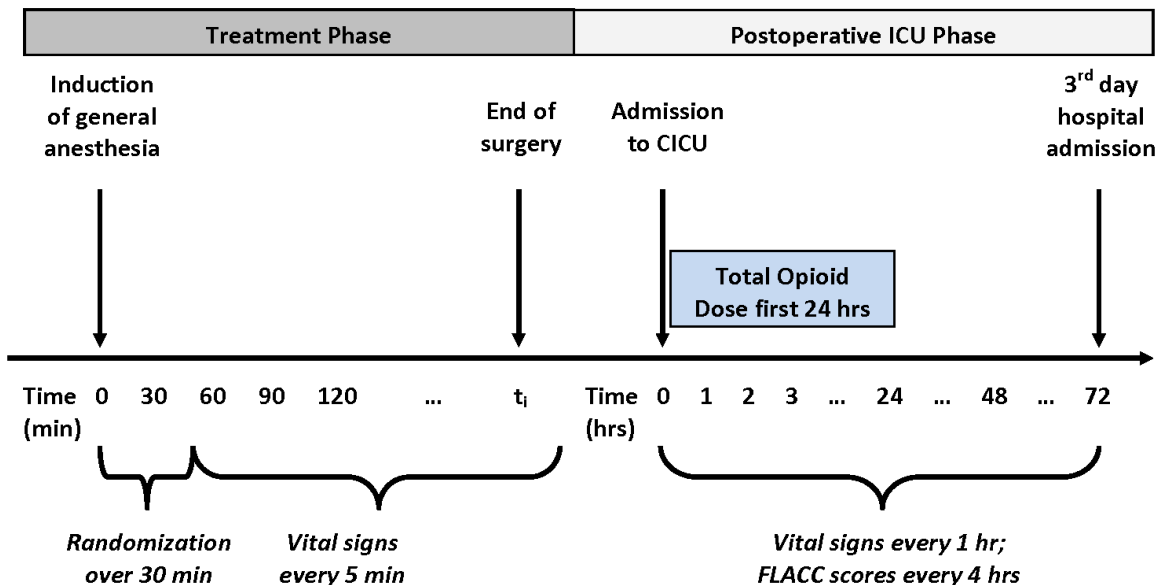 Treatment Phase
Postoperative ICU Phase
Induction
of general
anesthesia
End of
surgery
Admission
to CICU
3rd day
hospital
admission
Total Opioid
Dose first 24 hrs
Time 0 30 60 90 120 ... ti
(min)
Time 0 1 2 3 ... 24 ... 48 ... 72
(hrs)
Randomization
over 30 min
Vital signs
every 5 min
Vital signs every 1 hr;
FLACC scores every 4 hrs